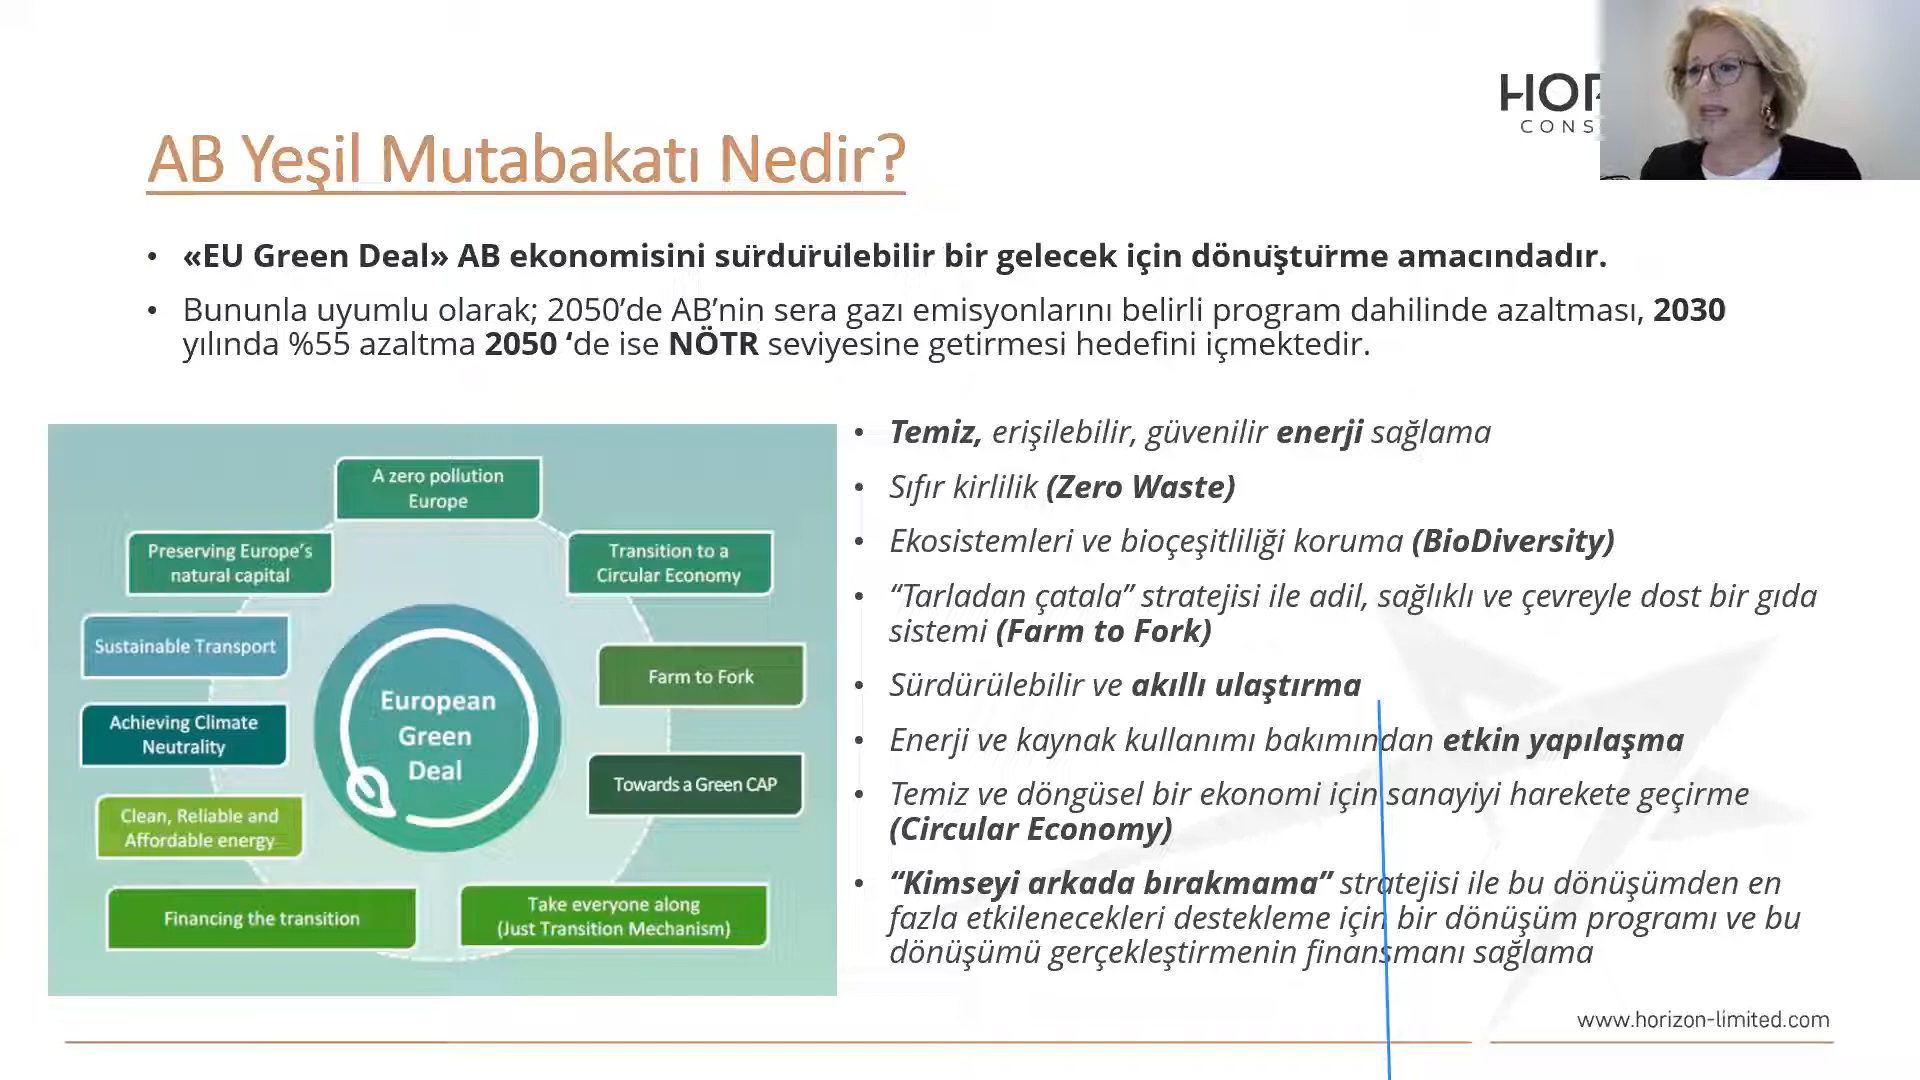 HOR
CONS
AB Yeşil Mutabakatı Nedir?
• «EU Green Deal» AB ekonomisini sürdürülebilir bir gelecek için dönüştürme amacındadır.
• Bununla uyumlu olarak; 2050’de AB’nin sera gazı emisyonlarını belirli program dahilinde azaltması, 2030
yılında %55 azaltma 2050 ‘de ise NÖTR seviyesine getirmesi hedefini içmektedir.
A zero pollution
Europe
Preserving Europe’s
natural capital
Transition to a
Circular Economy
Sustainable Transport
Farm to Fork
European
Green
Deal
Achieving Climate
Neutrality
Towards a Green CAP
Clean, Reliable and
Affordable energy
Financing the transition
Take everyone along
(Just Transition Mechanism)
• Temiz, erişilebilir, güvenilir enerji sağlama
• Sıfır kirlilik (Zero Waste)
• Ekosistemleri ve bioçeşitliliği koruma (BioDiversity)
• “Tarladan çatala” stratejisi ile adil, sağlıklı ve çevreyle dost bir gıda
sistemi (Farm to Fork)
• Sürdürülebilir ve akıllı ulaştırma
• Enerji ve kaynak kullanımı bakımından etkin yapılaşma
• Temiz ve döngüsel bir ekonomi için sanayiyi harekete geçirme
(Circular Economy)
• “Kimseyi arkada bırakmama” stratejisi ile bu dönüşümden en
fazla etkilenecekleri destekleme için bir dönüşüm programı ve bu
dönüşümü gerçekleştirmenin finansmanı sağlama
www.horizon-limited.com